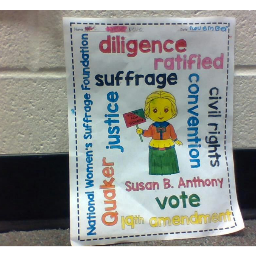 diligence
ratified
suffrage
National Women's Suffrage Foundation
Quaker
justice
convention
civil rights
Susan B. Anthony
vote
19th amendment